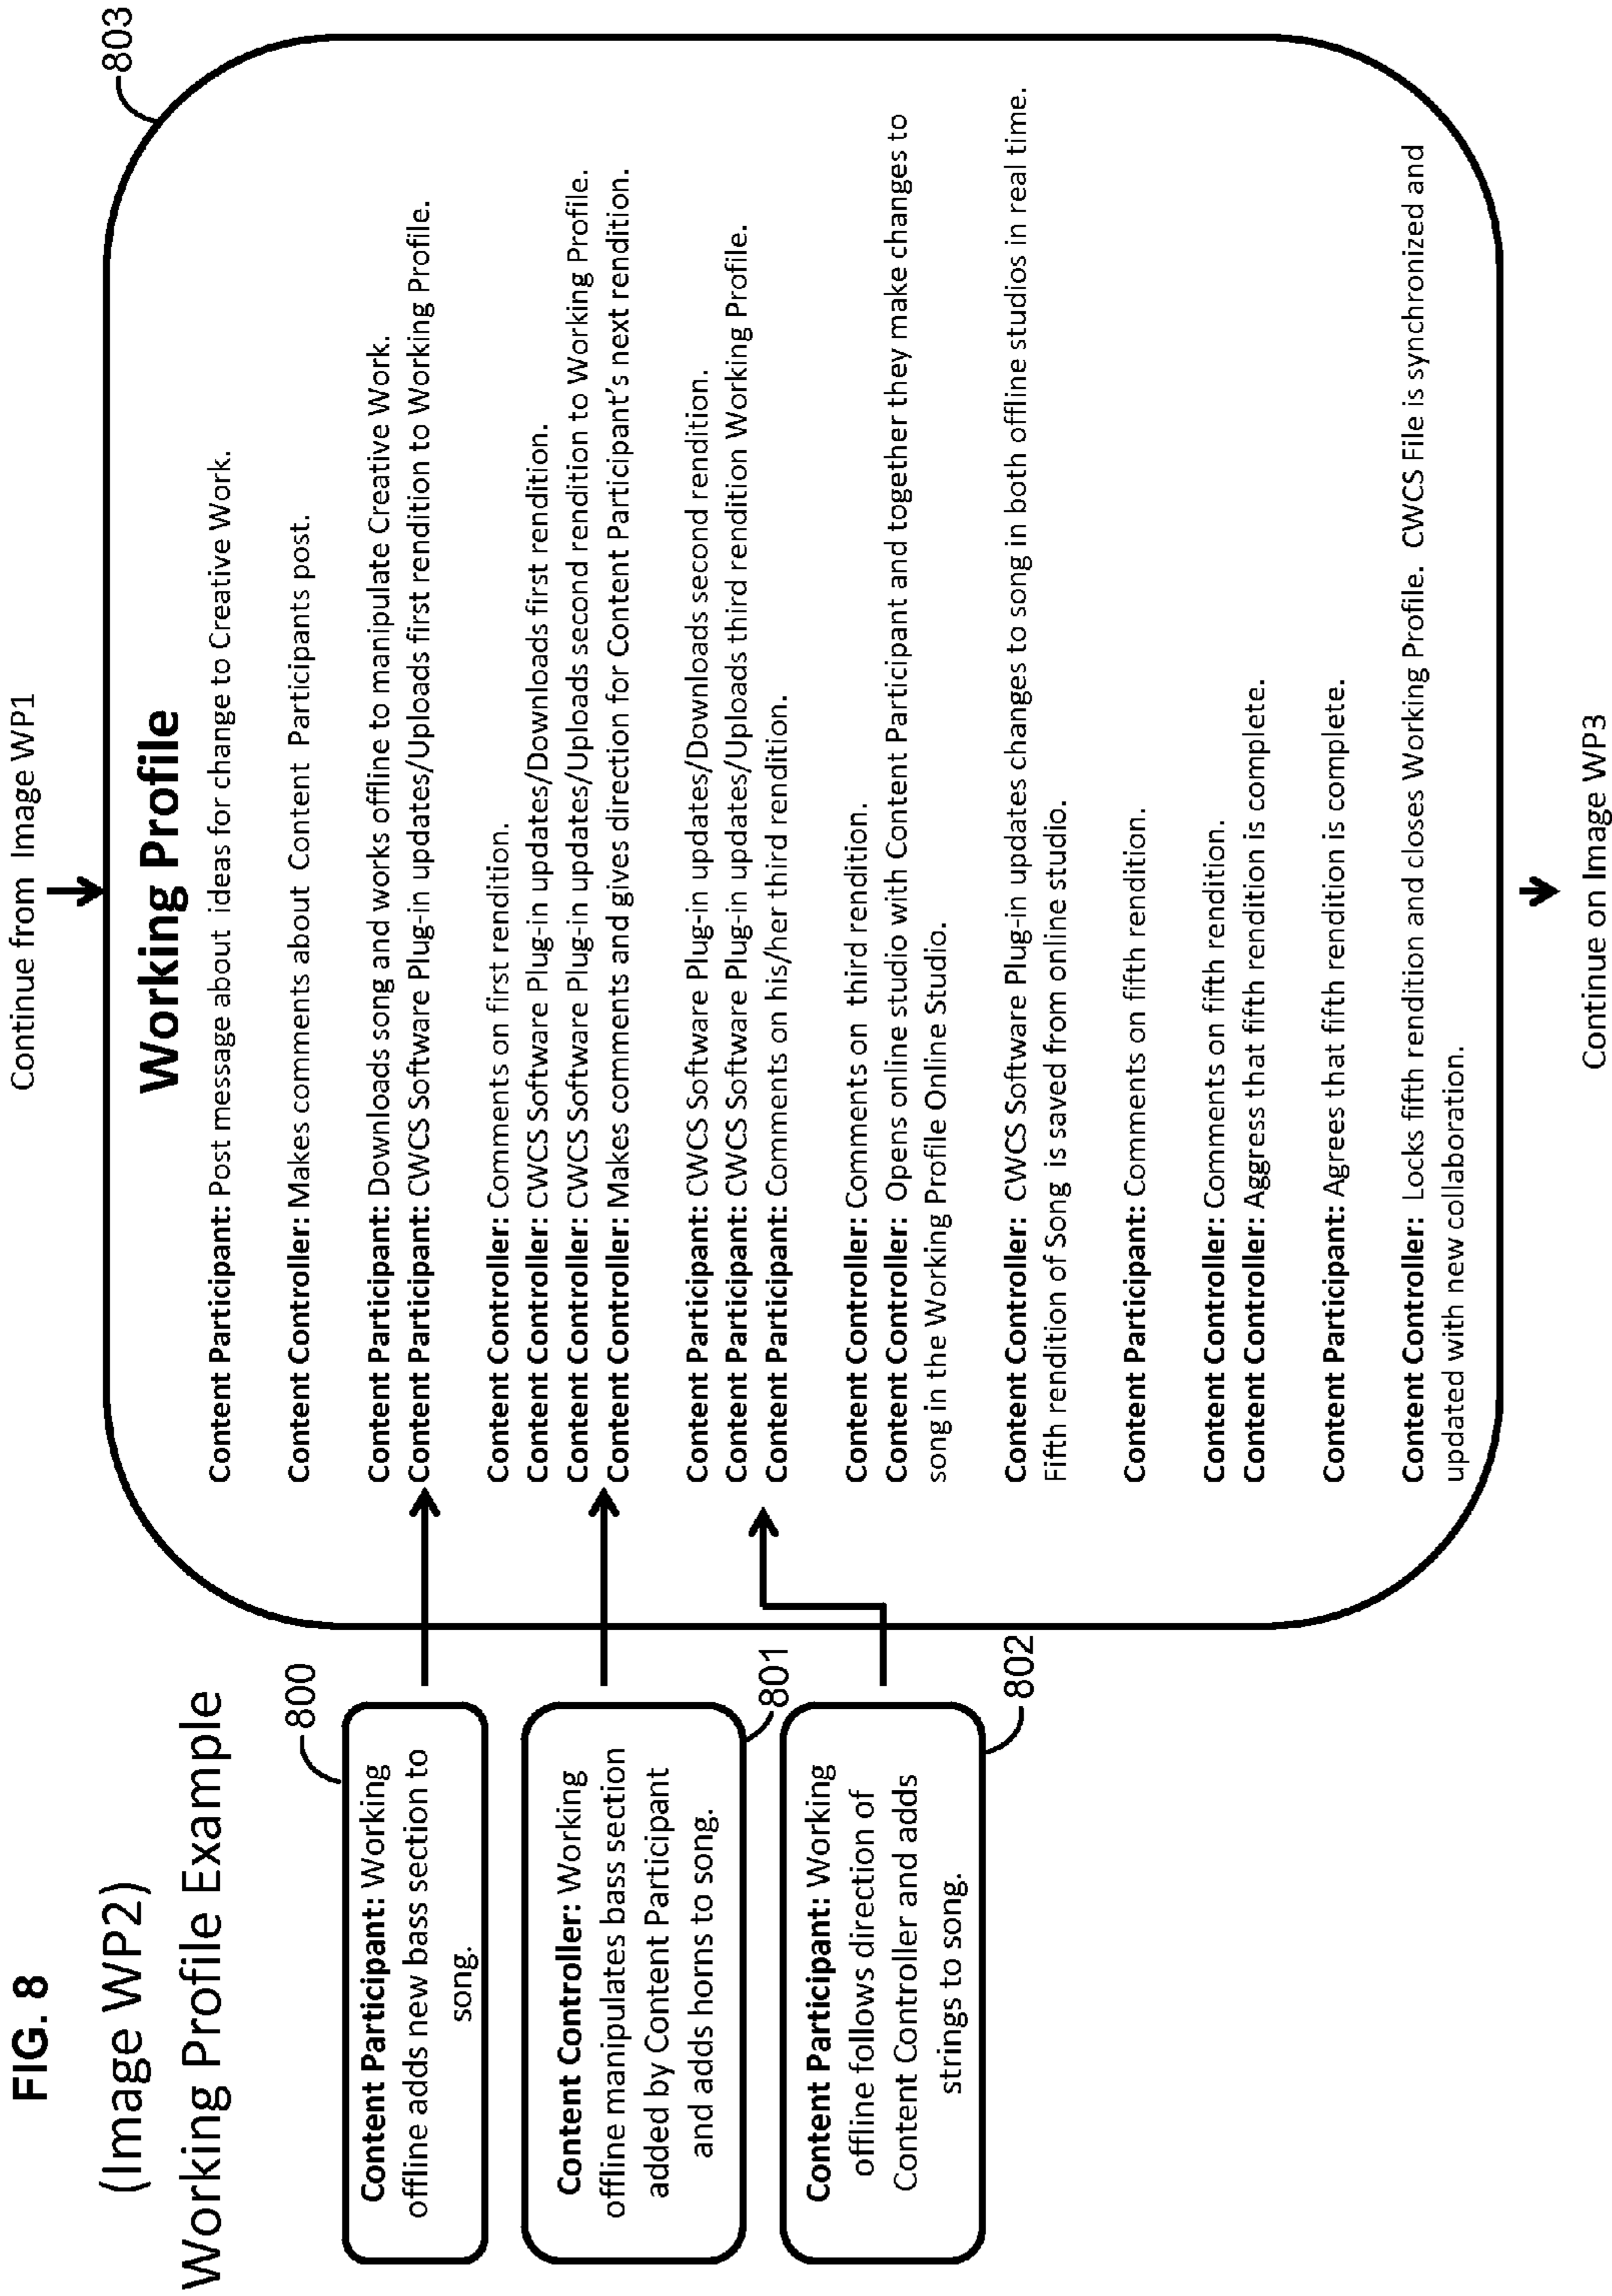 FIG. 8
(Image WP2)
Working Profile Example
Continue from Image WP1
800
Content Participant: Working
offline adds new bass section to
song.
801
Content Controller: Working
offline manipulates bass section
added by Content Participant
and adds horns to song.
802
Content Participant: Working
offline follows direction of
Content Controller and adds
strings to song.
803
Working Profile
Content Participant: Post message about ideas for change to Creative Work.
Content Controller: Makes comments about Content Participants post.
Content Participant: Downloads song and works offline to manipulate Creative Work.
Content Participant: CWCS Software Plug-in updates/Uploads first rendition to Working Profile.
Content Controller: Comments on first rendition.
Content Controller: CWCS Software Plug-in updates/Downloads first rendition.
Content Controller: CWCS Software Plug-in updates/Uploads second rendition to Working Profile.
Content Controller: Makes comments and gives direction for Content Participant's next rendition.
Content Participant: CWCS Software Plug-in updates/Downloads second rendition.
Content Participant: CWCS Software Plug-in updates/Uploads third rendition Working Profile.
Content Participant: Comments on his/her third rendition.
Content Controller: Comments on third rendition.
Content Controller: Opens online studio with Content Participant and together they make changes to
song in the Working Profile Online Studio.
Content Controller: CWCS Software Plug-in updates changes to song in both offline studios in real time.
Fifth rendition of Song is saved from online studio.
Content Participant: Comments on fifth rendition.
Content Controller: Comments on fifth rendition.
Content Controller: Aggress that fifth rendition is complete.
Content Participant: Agrees that fifth rendition is complete.
Content Controller: Locks fifth rendition and closes Working Profile. CWCS File is synchronized and
updated with new collaboration.
Continue on Image WP3